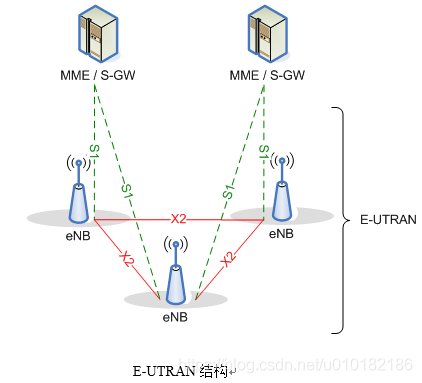 MME / S-GW
MME / S-GW
S1
S1
S1
S1
E-UTRAN
X2
eNB
eNB
X2
X2
eNB
E-UTRAN 结构
https://blog.csdn.net/u010182186